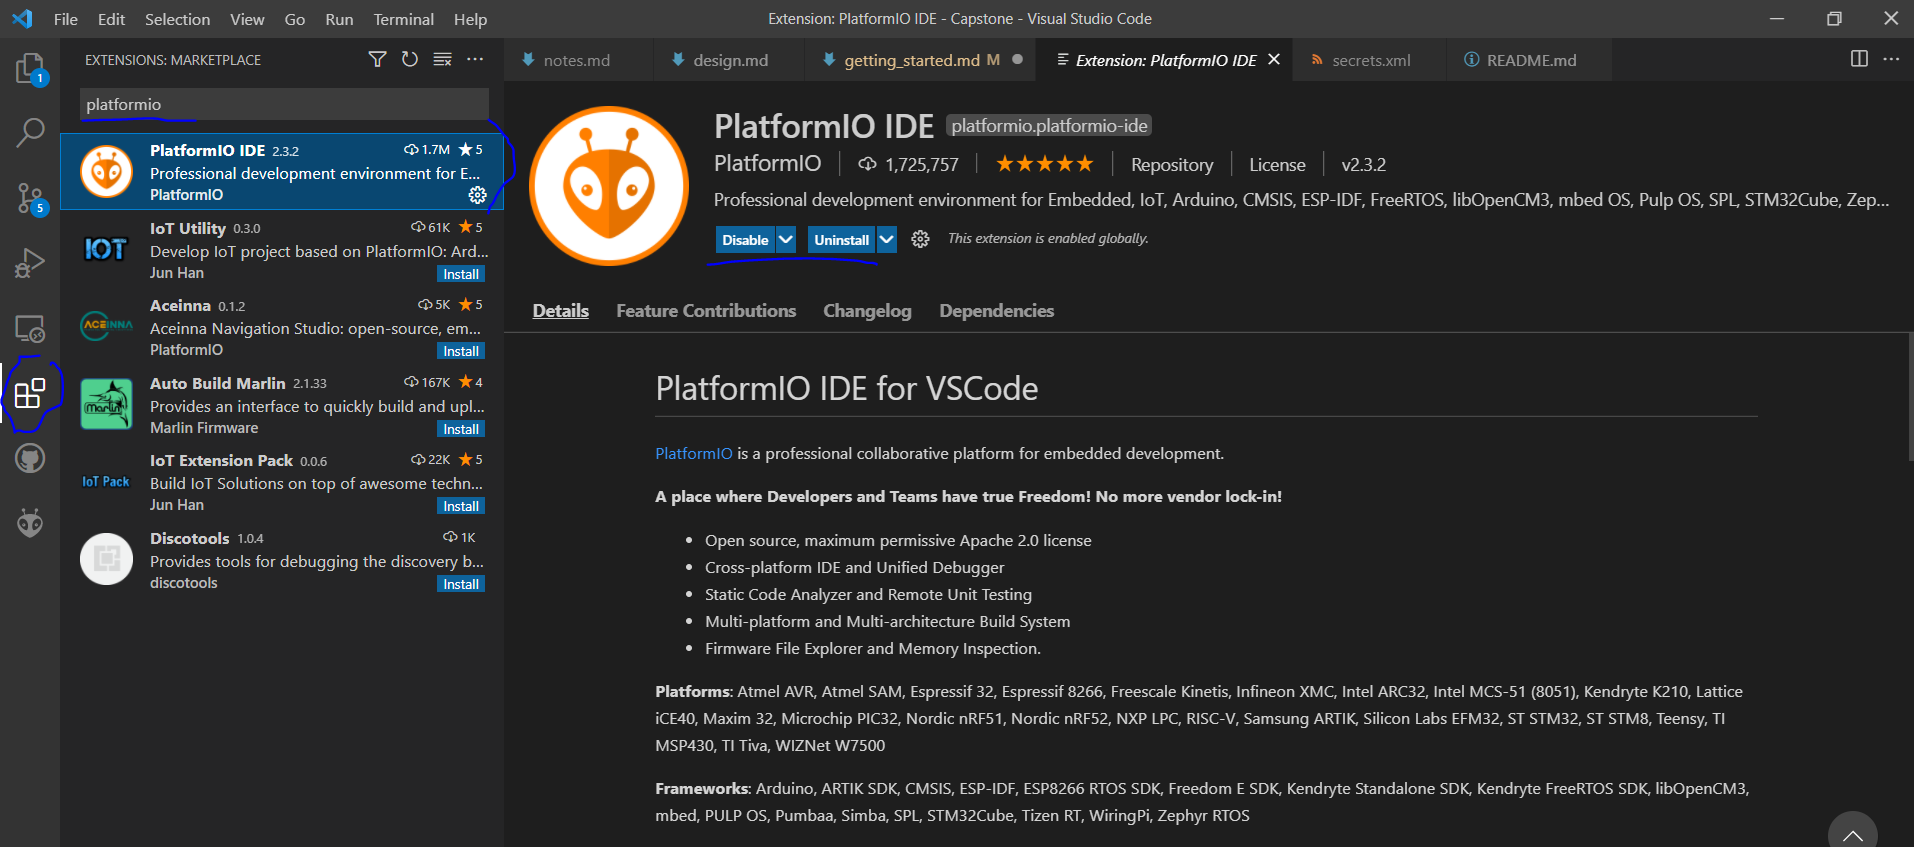 File Edit Selection View Go Run Terminal Help
Extension: PlatformIO IDE - Capstone - Visual Studio Code
EXTENSIONS: MARKETPLACE
platformio
1
5
PlatformIO IDE 2.3.2 1.7M 5
Professional development environment for E...
PlatformIO
IoT Utility 0.3.0 61K 5
Develop IoT project based on PlatformIO: Ard...
Jun Han Install
IOT
Aceinna 0.1.2 5K 5
Aceinna Navigation Studio: open-source, em...
PlatformIO Install
ACEINNA
Auto Build Marlin 2.1.33 167K 4
Provides an interface to quickly build and upl...
Marlin Firmware Install
Marlin
IoT Extension Pack 0.0.6 22K 5
Build IoT Solutions on top of awesome techn...
Jun Han Install
IoT Pack
Discotools 1.0.4 1K
Provides tools for debugging the discovery b...
discotools Install
notes.md design.md getting_started.md M Extension: PlatformIO IDE secrets.xml README.md
PlatformIO IDE platformio.platformio-ide
PlatformIO 1,725,757 Repository License v2.3.2
Professional development environment for Embedded, IoT, Arduino, CMSIS, ESP-IDF, FreeRTOS, libOpenCM3, mbed OS, Pulp OS, SPL, STM32Cube, Zep...
Disable Uninstall This extension is enabled globally.
Details Feature Contributions Changelog Dependencies
PlatformIO IDE for VSCode
PlatformIO is a professional collaborative platform for embedded development.
A place where Developers and Teams have true Freedom! No more vendor lock-in!
• Open source, maximum permissive Apache 2.0 license
• Cross-platform IDE and Unified Debugger
• Static Code Analyzer and Remote Unit Testing
• Multi-platform and Multi-architecture Build System
• Firmware File Explorer and Memory Inspection.
Platforms: Atmel AVR, Atmel SAM, Espressif 32, Espressif 8266, Freescale Kinetis, Infineon XMC, Intel ARC32, Intel MCS-51 (8051), Kendryte K210, Lattice
iCE40, Maxim 32, Microchip PIC32, Nordic nRF51, Nordic nRF52, NXP LPC, RISC-V, Samsung ARTIK, Silicon Labs EFM32, ST STM32, ST STM8, Teensy, TI
MSP430, TI Tiva, WIZNet W7500
Frameworks: Arduino, ARTIK SDK, CMSIS, ESP-IDF, ESP8266 RTOS SDK, Freedom E SDK, Kendryte Standalone SDK, Kendryte FreeRTOS SDK, libOpenCM3,
mbed, PULP OS, Pumbaa, Simba, SPL, STM32Cube, Tizen RT, WiringPi, Zephyr RTOS